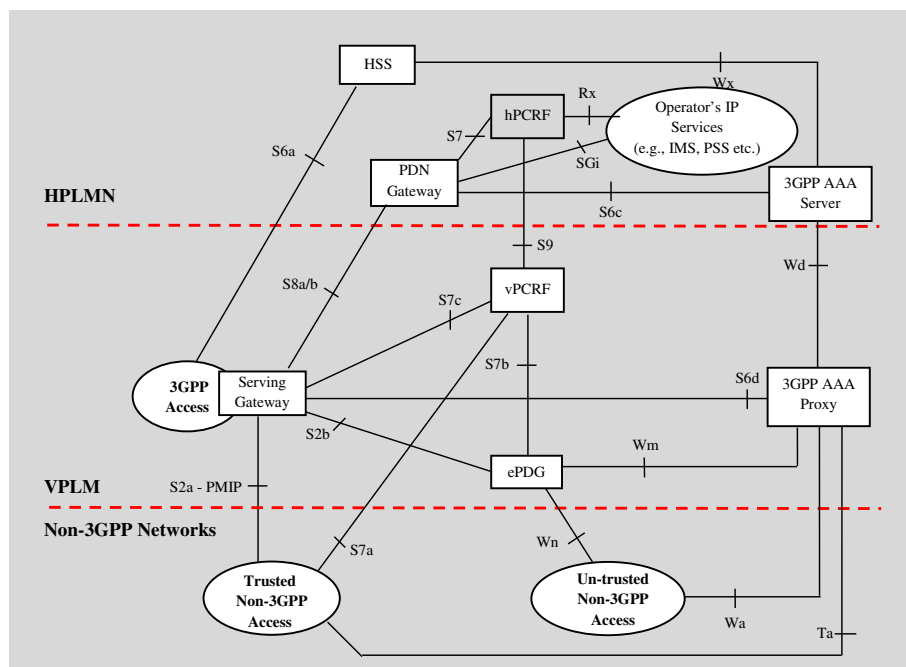 HSS
Wx
Rx
hPCRF
Operator's IP
Services
(e.g., IMS, PSS etc.)
S7
SGi
S6a
PDN
Gateway
3GPP AAA
Server
S6c
HPLMN
S9
Wd
S8a/b
vPCRF
S7c
S7b
S6d
3GPP
Access
Serving
Gateway
3GPP AAA
Proxy
S2b
Wm
ePDG
VPLM
S2a - PMIP
Non-3GPP Networks
Wn
S7a
Trusted
Non-3GPP
Access
Un-trusted
Non-3GPP
Access
Wa
Ta